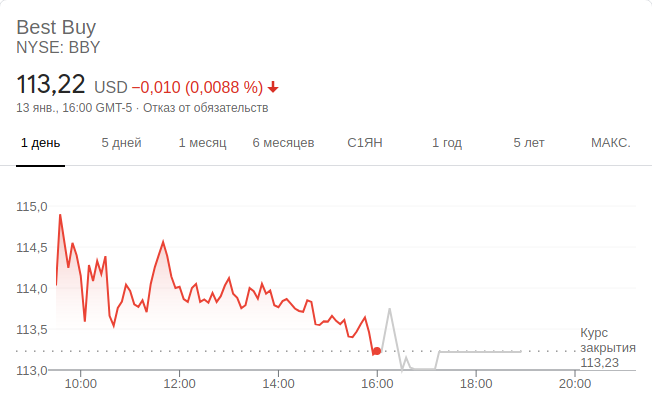 Best Buy
NYSE: BBY
113,22 USD −0,010 (0,0088 %)
13 янв., 16:00 GMT-5 · Отказ от обязательств
1 день 5 дней 1 месяц 6 месяцев С1ЯН 1 год 5 лет МАКС.
115,0
114,5
114,0
113,5
Курс
закрытия
113,23
113,0
10:00 12:00 14:00 16:00 18:00 20:00